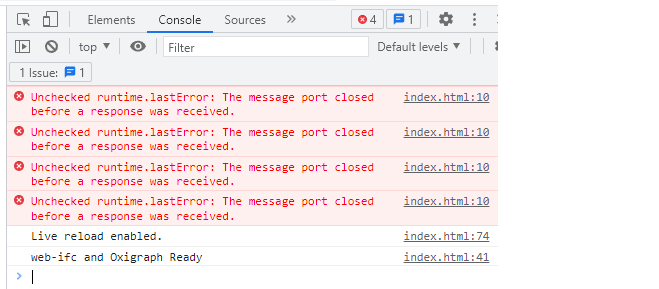 Elements Console Sources » 4 1
top ▼ Filter Default levels ▼
1 Issue: 1
Unchecked runtime.lastError: The message port closed index.html:10
before a response was received.
Unchecked runtime.lastError: The message port closed index.html:10
before a response was received.
Unchecked runtime.lastError: The message port closed index.html:10
before a response was received.
Unchecked runtime.lastError: The message port closed index.html:10
before a response was received.
Live reload enabled. index.html:74
web-ifc and Oxigraph Ready index.html:41
>